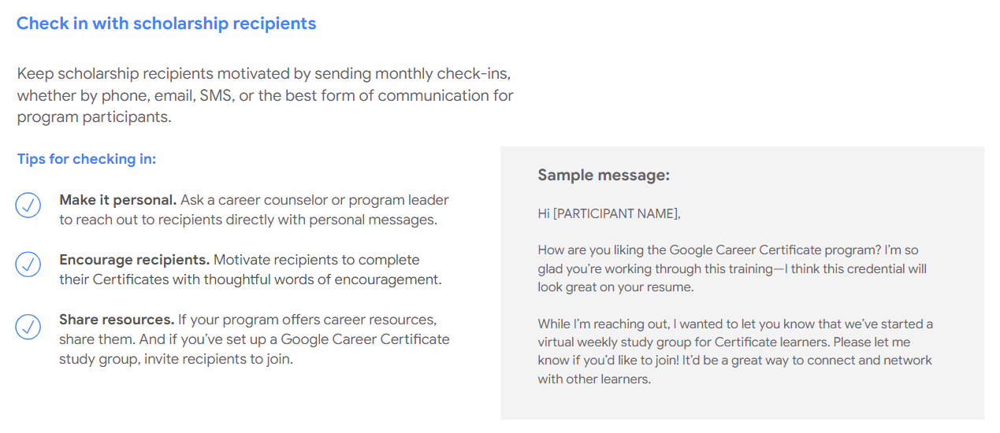 Check in with scholarship recipients
Keep scholarship recipients motivated by sending monthly check-ins,
whether by phone, email, SMS, or the best form of communication for
program participants.
Tips for checking in:
Make it personal. Ask a career counselor or program leader
to reach out to recipients directly with personal messages.
Encourage recipients. Motivate recipients to complete
their Certificates with thoughtful words of encouragement.
Share resources. If your program offers career resources,
share them. And if you’ve set up a Google Career Certificate
study group, invite recipients to join.
Sample message:
Hi [PARTICIPANT NAME],
How are you liking the Google Career Certificate program? I’m so
glad you’re working through this training—I think this credential will
look great on your resume.
While I’m reaching out, I wanted to let you know that we’ve started a
virtual weekly study group for Certificate learners. Please let me
know if you’d like to join! It’d be a great way to connect and network
with other learners.